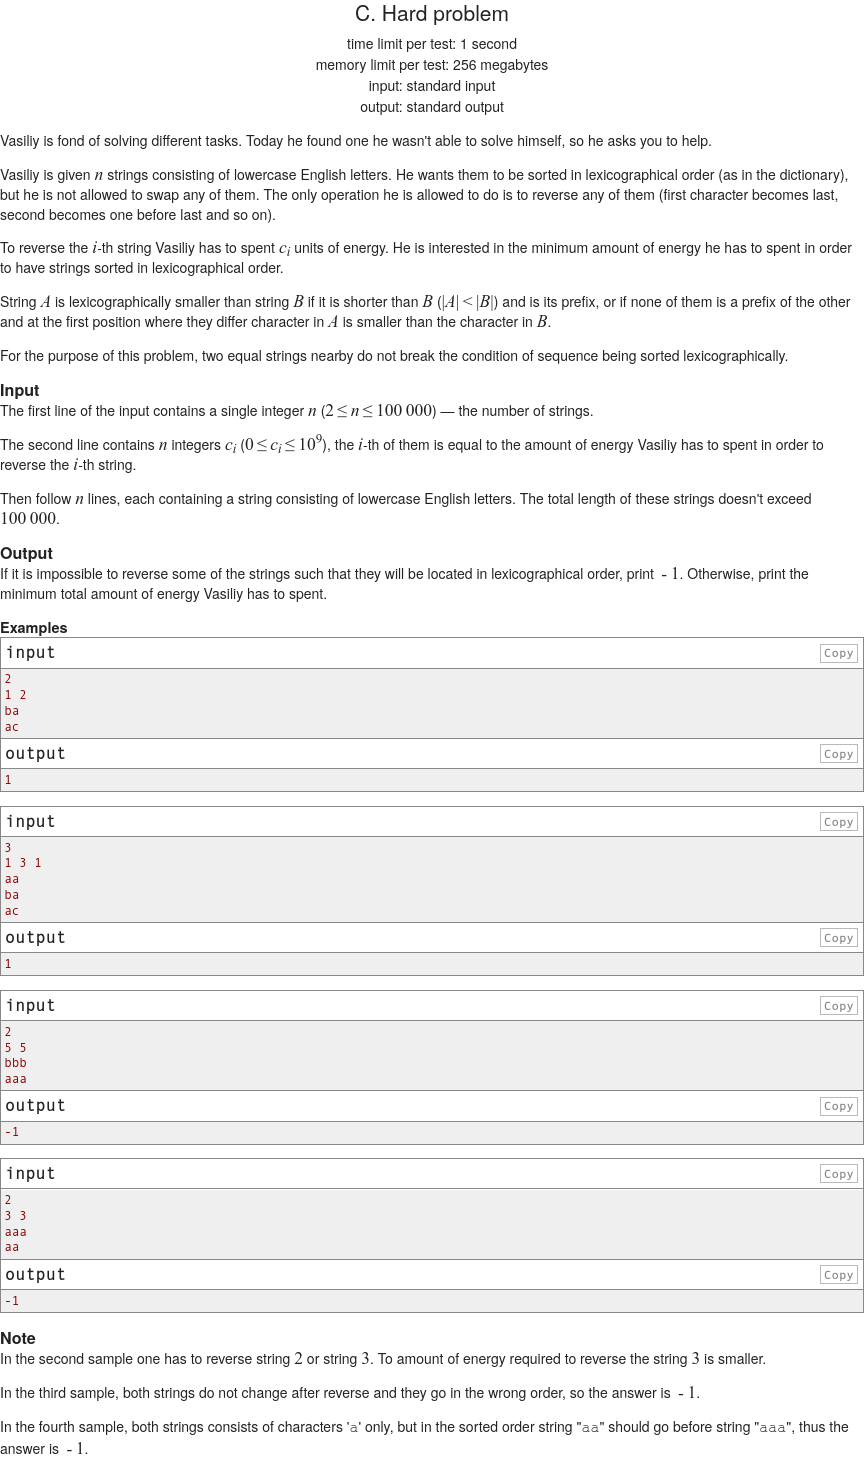 C. Hard problem
time limit per test: 1 second
memory limit per test: 256 megabytes
input: standard input
output: standard output
Vasiliy is fond of solving different tasks. Today he found one he wasn't able to solve himself, so he asks you to help.
Vasiliy is given n strings consisting of lowercase English letters. He wants them to be sorted in lexicographical order (as in the dictionary),
but he is not allowed to swap any of them. The only operation he is allowed to do is to reverse any of them (first character becomes last,
second becomes one before last and so on).
To reverse the i-th string Vasiliy has to spent c_i units of energy. He is interested in the minimum amount of energy he has to spent in order
to have strings sorted in lexicographical order.
String A is lexicographically smaller than string B if it is shorter than B (|A| < |B|) and is its prefix, or if none of them is a prefix of the other
and at the first position where they differ character in A is smaller than the character in B.
For the purpose of this problem, two equal strings nearby do not break the condition of sequence being sorted lexicographically.
Input
The first line of the input contains a single integer n (2 ≤ n ≤ 100 000) — the number of strings.
The second line contains n integers c_i (0 ≤ c_i ≤ 10^9), the i-th of them is equal to the amount of energy Vasiliy has to spent in order to
reverse the i-th string.
Then follow n lines, each containing a string consisting of lowercase English letters. The total length of these strings doesn't exceed
100 000.
Output
If it is impossible to reverse some of the strings such that they will be located in lexicographical order, print  - 1. Otherwise, print the
minimum total amount of energy Vasiliy has to spent.
Examples
input Copy
2
1 2
ba
ac
output Copy
1
input Copy
3
1 3 1
aa
ba
ac
output Copy
1
input Copy
2
5 5
bbb
aaa
output Copy
-1
input Copy
2
3 3
aaa
aa
output Copy
-1
Note
In the second sample one has to reverse string 2 or string 3. To amount of energy required to reverse the string 3 is smaller.
In the third sample, both strings do not change after reverse and they go in the wrong order, so the answer is  - 1.
In the fourth sample, both strings consists of characters 'a' only, but in the sorted order string "aa" should go before string "aaa", thus the
answer is  - 1.